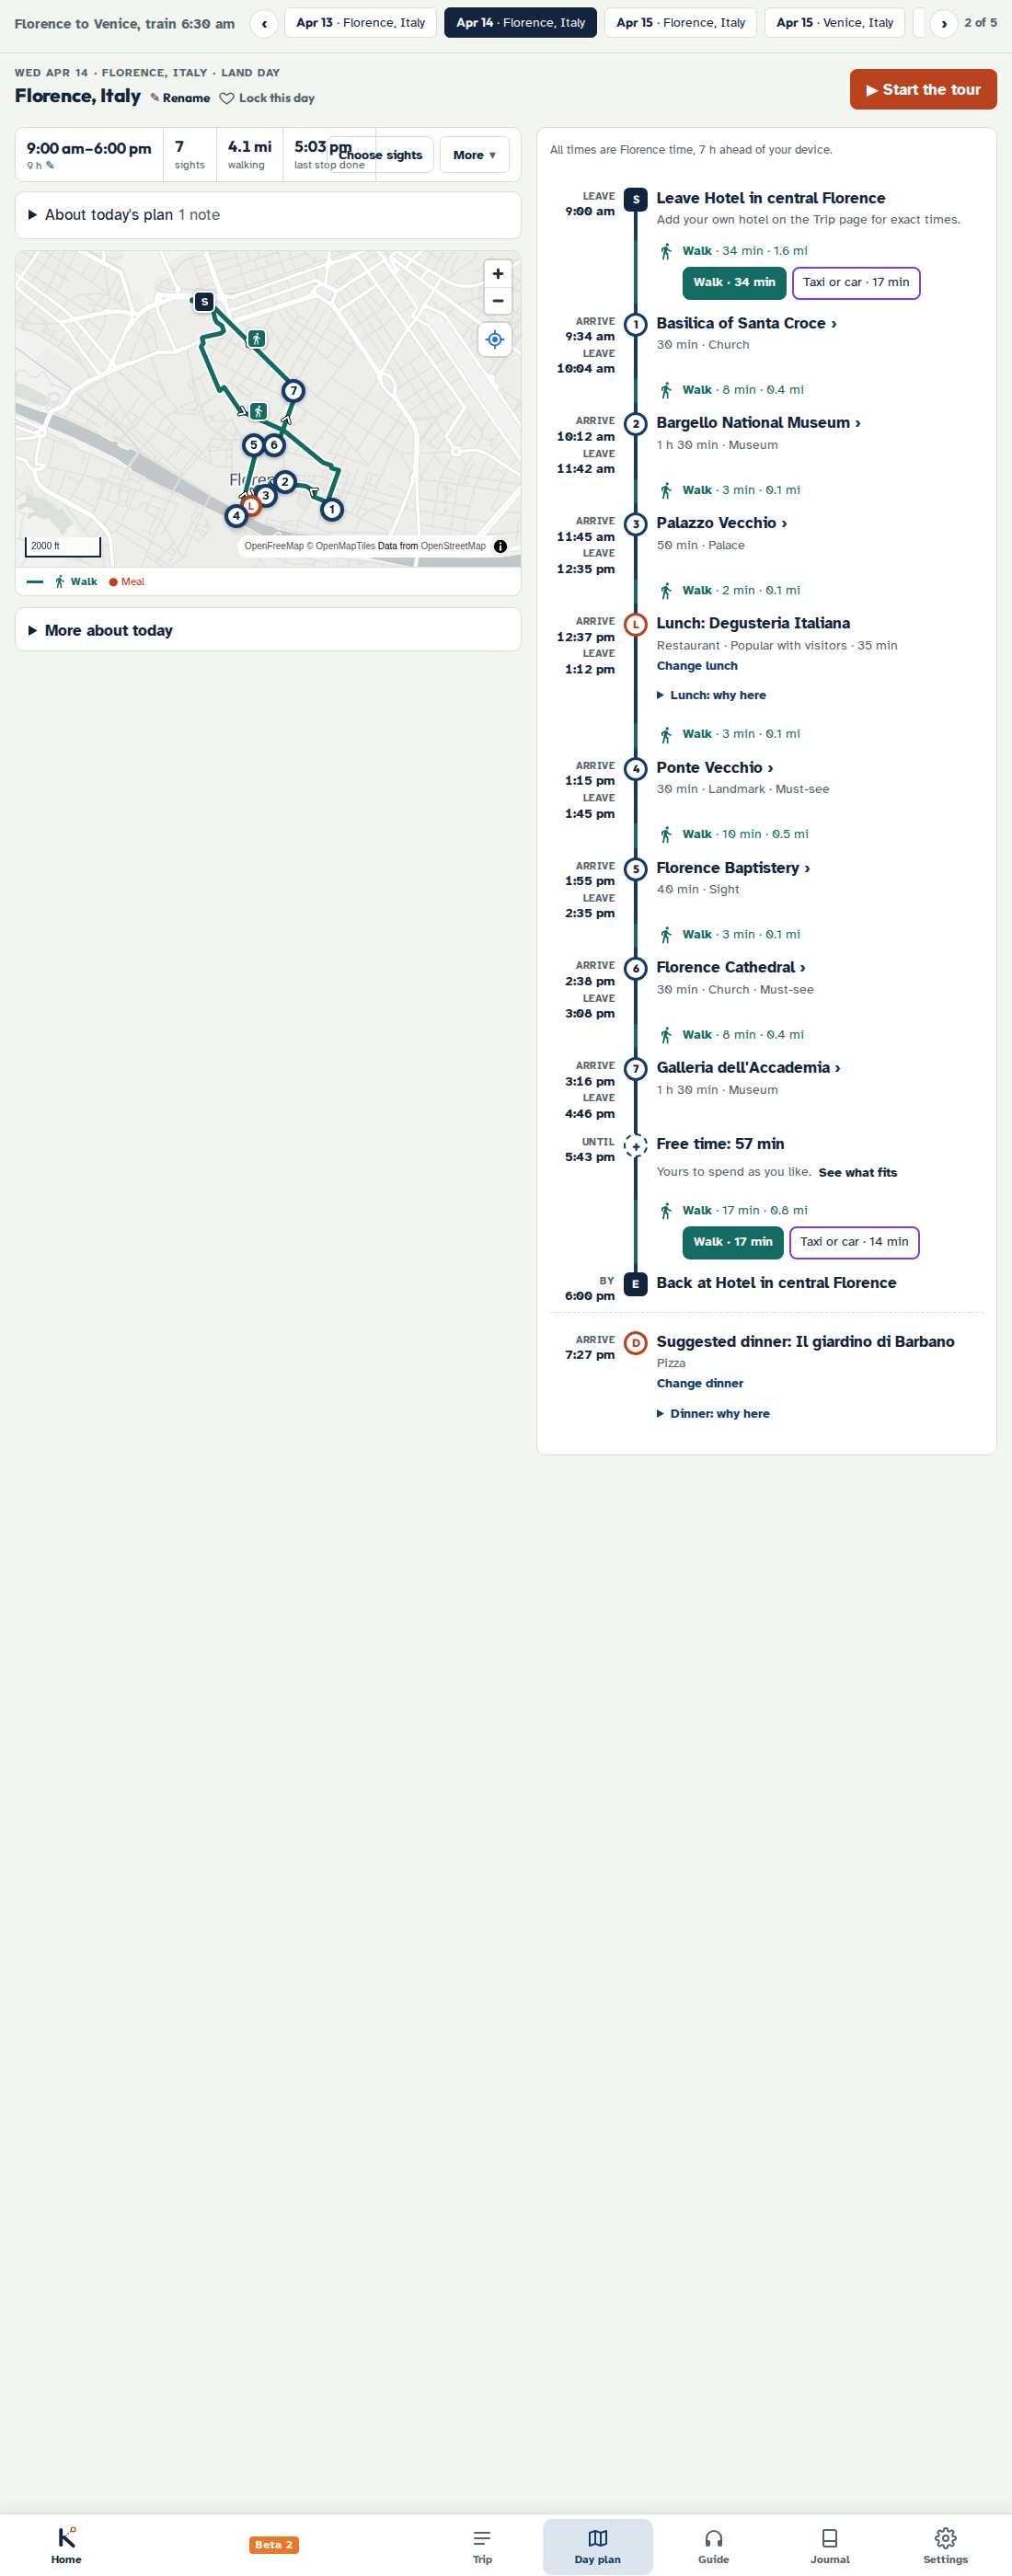 Florence to Venice, train 6:30 am
‹
Apr 13 · Florence, Italy
Apr 14 · Florence, Italy
Apr 15 · Florence, Italy
Apr 15 · Venice, Italy
›
2 of 5
WED APR 14 · FLORENCE, ITALY · LAND DAY
Florence, Italy ✎ Rename ♡ Lock this day
▶ Start the tour
9:00 am–6:00 pm
9 h ✎
7
sights
4.1 mi
walking
5:03 pm
last stop done
Choose sights
More ▼
▶ About today's plan 1 note
S
7
5
6
2
3
L
4
1
+
−
2000 ft
OpenFreeMap © OpenMapTiles Data from OpenStreetMap
Walk
Meal
▶ More about today
All times are Florence time, 7 h ahead of your device.
LEAVE
9:00 am
S
Leave Hotel in central Florence
Add your own hotel on the Trip page for exact times.
Walk · 34 min · 1.6 mi
Walk · 34 min
Taxi or car · 17 min
ARRIVE
9:34 am
LEAVE
10:04 am
1
Basilica of Santa Croce ›
30 min · Church
Walk · 8 min · 0.4 mi
ARRIVE
10:12 am
LEAVE
11:42 am
2
Bargello National Museum ›
1 h 30 min · Museum
Walk · 3 min · 0.1 mi
ARRIVE
11:45 am
LEAVE
12:35 pm
3
Palazzo Vecchio ›
50 min · Palace
Walk · 2 min · 0.1 mi
ARRIVE
12:37 pm
LEAVE
1:12 pm
L
Lunch: Degusteria Italiana
Restaurant · Popular with visitors · 35 min
Change lunch
▶ Lunch: why here
Walk · 3 min · 0.1 mi
ARRIVE
1:15 pm
LEAVE
1:45 pm
4
Ponte Vecchio ›
30 min · Landmark · Must-see
Walk · 10 min · 0.5 mi
ARRIVE
1:55 pm
LEAVE
2:35 pm
5
Florence Baptistery ›
40 min · Sight
Walk · 3 min · 0.1 mi
ARRIVE
2:38 pm
LEAVE
3:08 pm
6
Florence Cathedral ›
30 min · Church · Must-see
Walk · 8 min · 0.4 mi
ARRIVE
3:16 pm
LEAVE
4:46 pm
7
Galleria dell'Accademia ›
1 h 30 min · Museum
UNTIL
5:43 pm
+
Free time: 57 min
Yours to spend as you like. See what fits
Walk · 17 min · 0.8 mi
Walk · 17 min
Taxi or car · 14 min
BY
6:00 pm
E
Back at Hotel in central Florence
ARRIVE
7:27 pm
D
Suggested dinner: Il giardino di Barbano
Pizza
Change dinner
▶ Dinner: why here
Home
Beta 2
Trip
Day plan
Guide
Journal
Settings